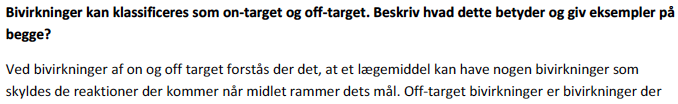 Bivirkninger kan klassificeres som on-target og off-target. Beskriv hvad dette betyder og giv eksempler på
begge?
Ved bivirkninger af on og off target forstås der det, at et lægemiddel kan have nogen bivirkninger som
skyldes de reaktioner der kommer når midlet rammer dets mål. Off-target bivirkninger er bivirkninger der